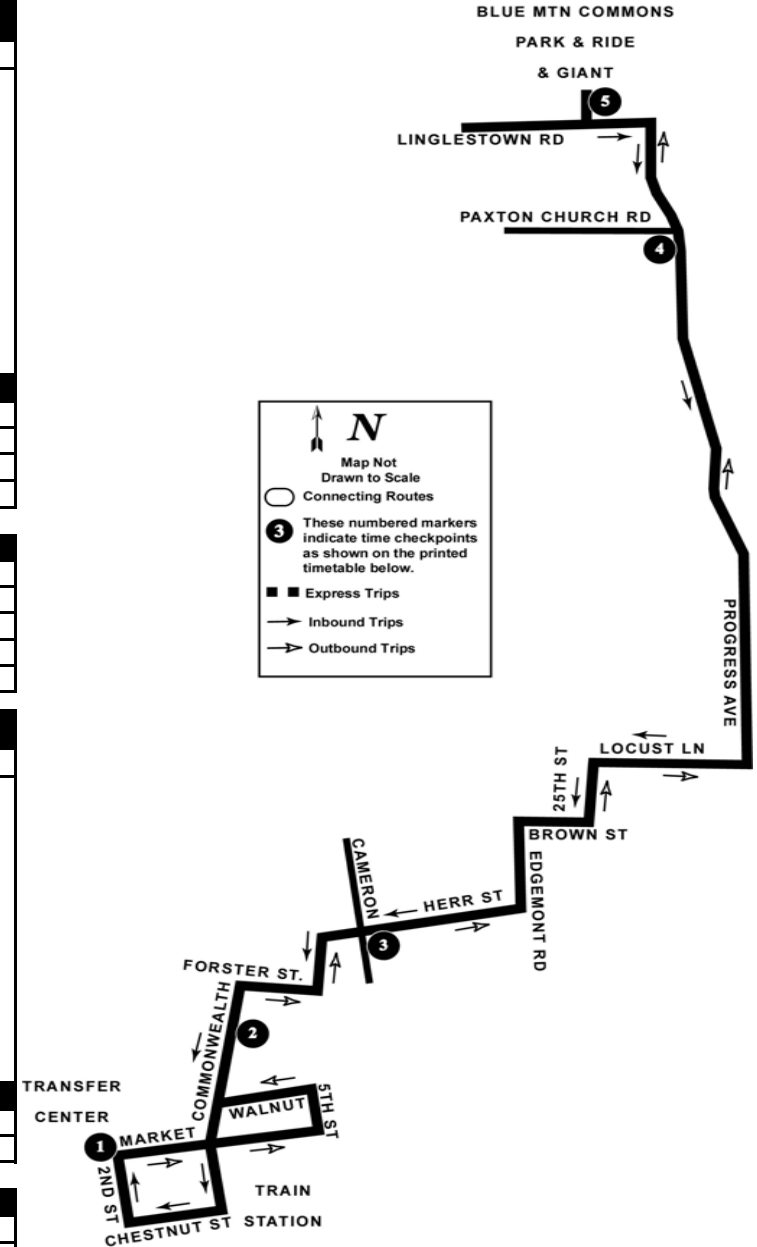 BLUE MTN COMMONS
PARK & RIDE
& GIANT
5
LINGLESTOWN RD
PAXTON CHURCH RD
4
N
Map Not
Drawn to Scale
Connecting Routes
3
These numbered markers
indicate time checkpoints
as shown on the printed
timetable below.
Express Trips
Inbound Trips
Outbound Trips
PROGRESS AVE
LOCUST LN
25TH ST
BROWN ST
EDGEMONT RD
CAMERON
HERR ST
3
FORSTER ST.
COMMONWEALTH
2
TRANSFER
CENTER
WALNUT
5TH ST
1
MARKET
2ND ST
CHESTNUT ST
TRAIN
STATION